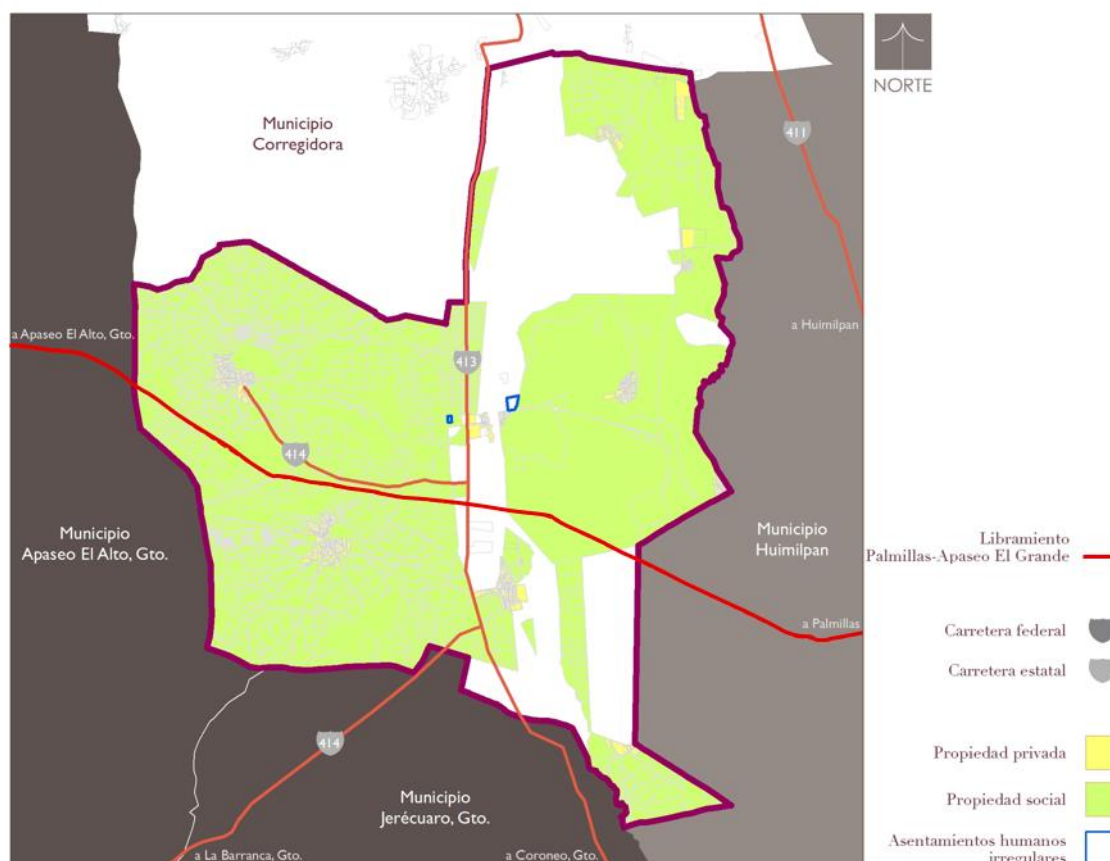 NORTE
Municipio
Corregidora
411
a Apaseo El Alto, Gto.
a Huimilpan
413
414
Municipio
Apaseo El Alto, Gto.
Municipio
Huimilpan
Libramiento
Palmillas-Apaseo El Grande
a Palmillas
Carretera federal
Carretera estatal
414
Propiedad privada
Municipio
Jerécuaro, Gto.
Propiedad social
Asentamientos humanos
irregulares
a La Barranca, Gto.
a Coroneo, Gto.